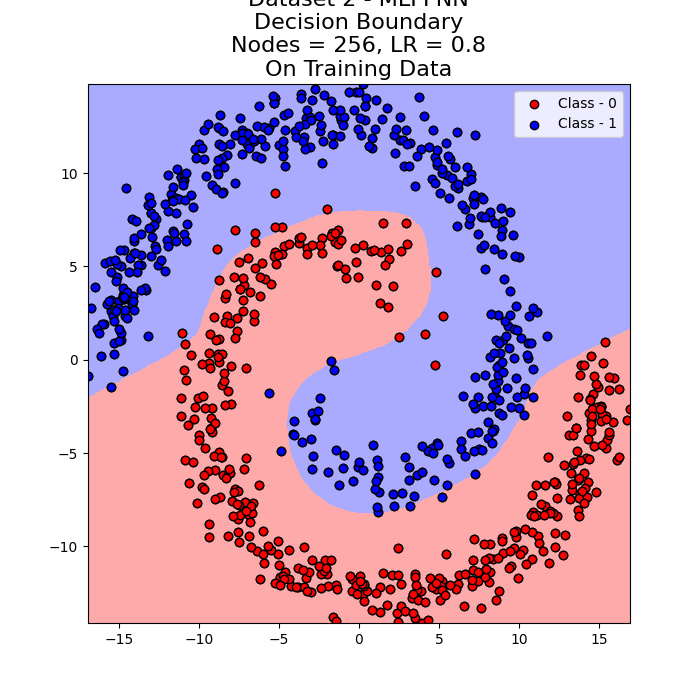 Dataset 2 - MLFFNN
Decision Boundary
Nodes = 256, LR = 0.8
On Training Data
Class - 0
Class - 1
10
5
0
−5
−10
−15
−10
−5
0
5
10
15